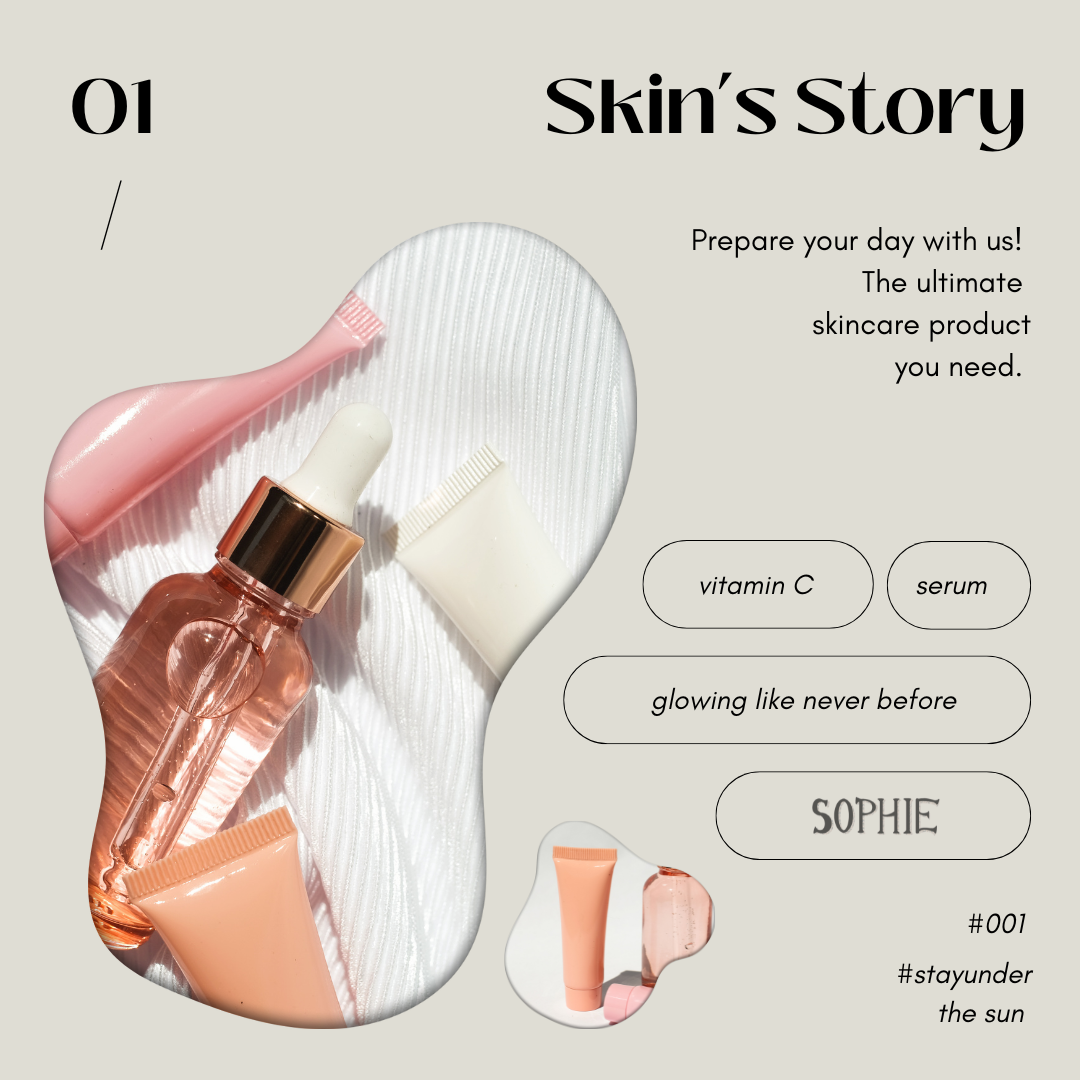 01
Skin's Story
Prepare your day with us!
The ultimate
skincare product
you need.
vitamin C
serum
glowing like never before
SOPHIE
#001
#stayunder
the sun